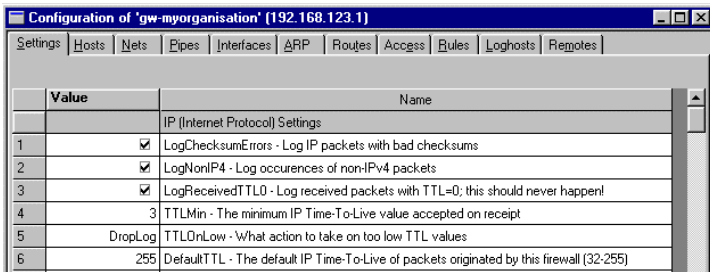 Configuration of 'gw-myorganisation' (192.168.123.1)
Settings Hosts Nets Pipes Interfaces ARP Routes Access Rules Loghosts Remotes
Value Name
IP (Internet Protocol) Settings
1 LogChecksumErrors - Log IP packets with bad checksums
2 LogNonIP4 - Log occurences of non-IPv4 packets
3 LogReceivedTTL0 - Log received packets with TTL=0; this should never happen!
4 3 TTLMin - The minimum IP Time-To-Live value accepted on receipt
5 DropLog TTLOnLow - What action to take on too low TTL values
6 255 DefaultTTL - The default IP Time-To-Live of packets originated by this firewall (32-255)